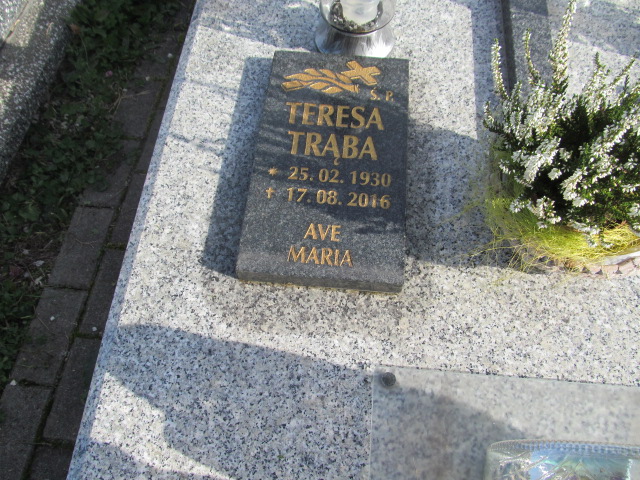 Ś. P.
TERESA
TRĄBA
* 25. 02. 1930
† 17. 08. 2016
AVE
MARIA